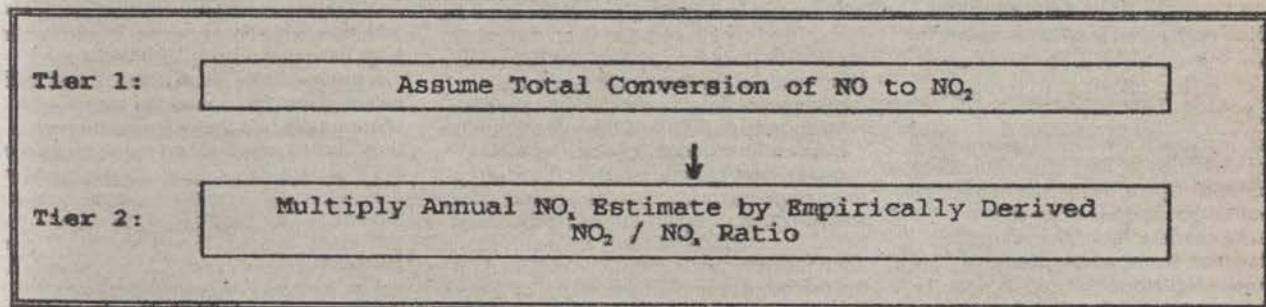 Tier 1:
Assume Total Conversion of NO to NO₂
Tier 2:
Multiply Annual NOₓ Estimate by Empirically Derived
NO₂ / NOₓ Ratio